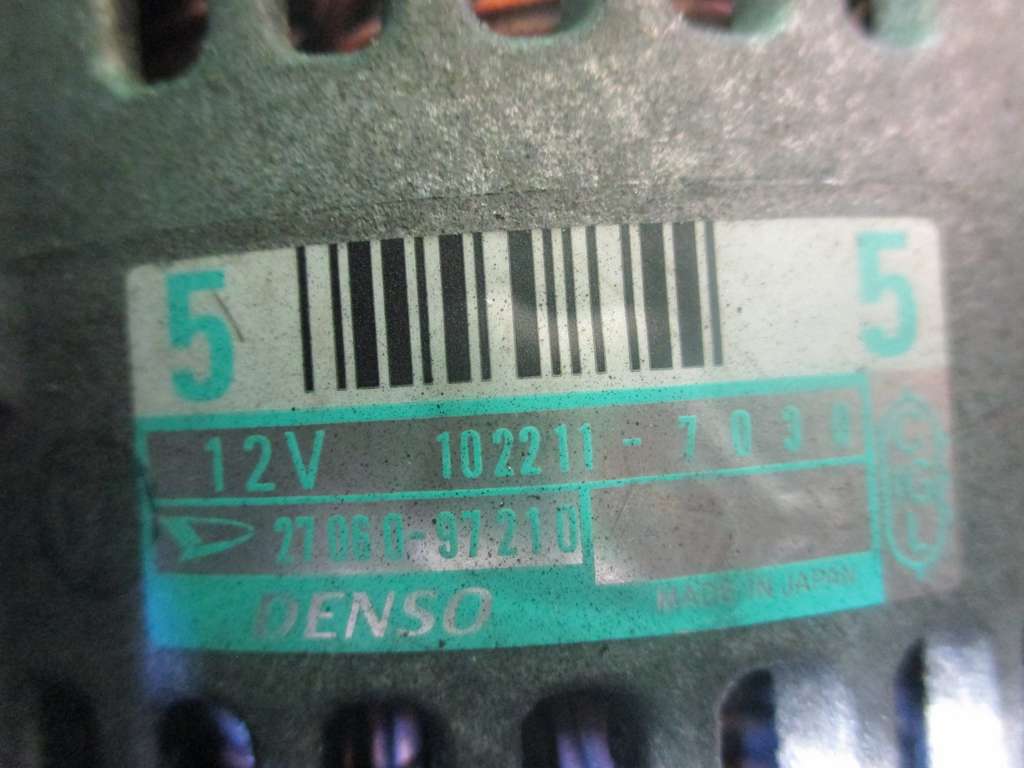 5 5
12V 102211-7030
27060-97210
DENSO
MADE IN JAPAN